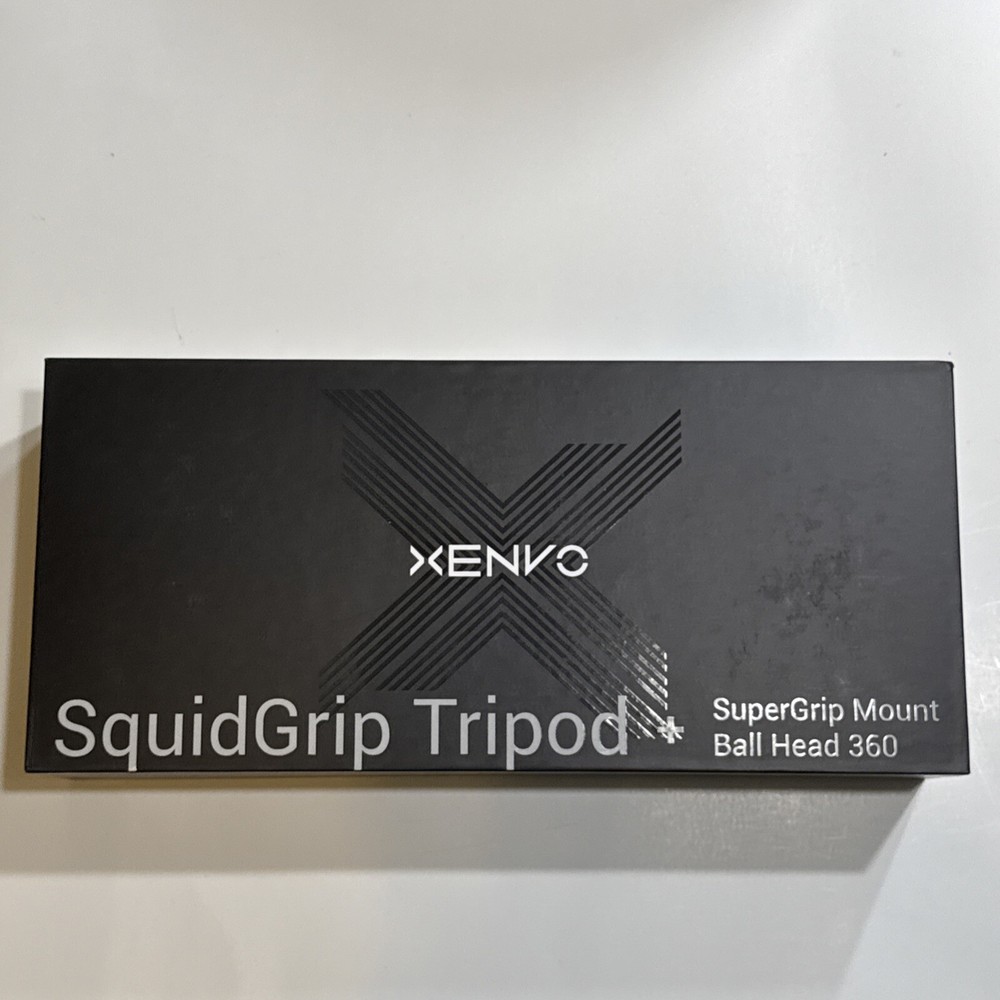 XENVO
SquidGrip Tripod +
SuperGrip Mount
Ball Head 360